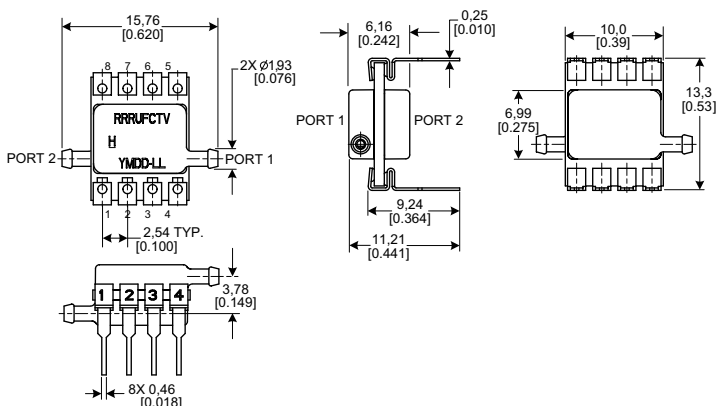 15,76
[0.620]
8 7 6 5
2X Ø1,93
[0.076]
RRRUFCTV
H
YMDD-LL
PORT 2
PORT 1
1 2 3 4
2,54 TYP.
[0.100]
6,16
[0.242]
0,25
[0.010]
PORT 1
PORT 2
9,24
[0.364]
11,21
[0.441]
10,0
[0.39]
13,3
[0.53]
6,99
[0.275]
1 2 3 4
3,78
[0.149]
8X 0,46
[0.018]